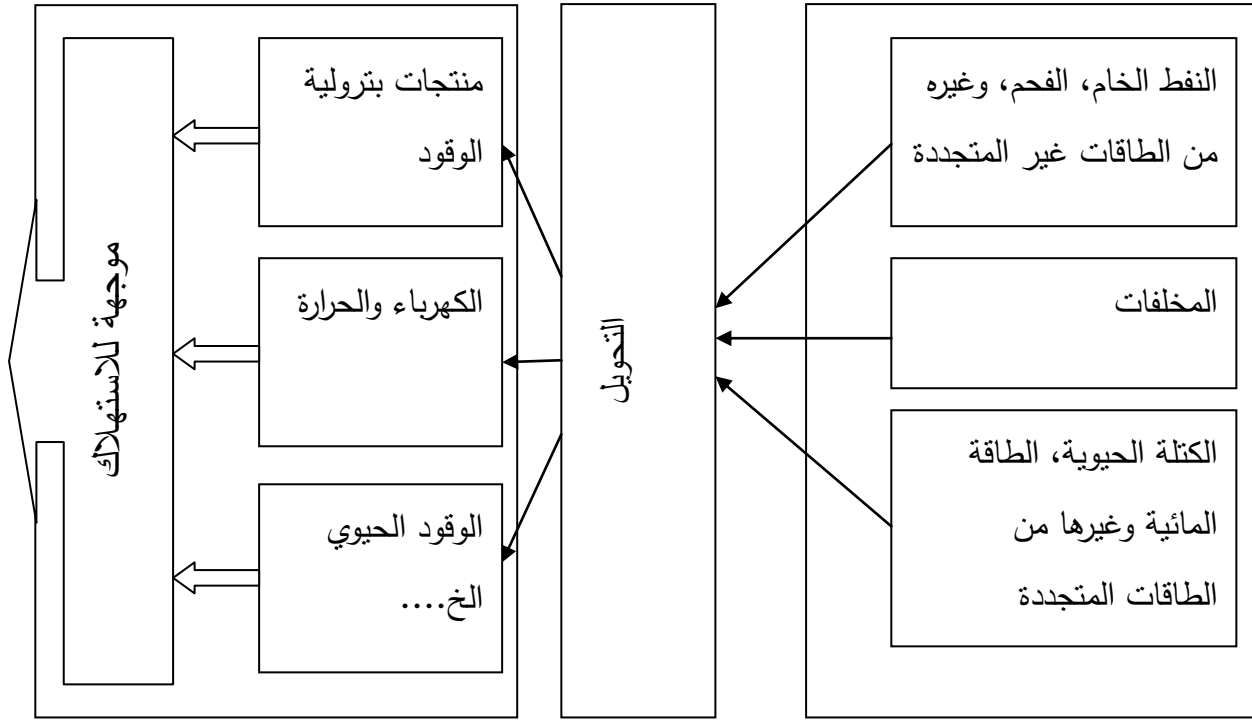 النفط الخام، الفحم، وغيره
من الطاقات غير المتجددة
المخلفات
الكتلة الحيوية، الطاقة
المائية وغيرها من
الطاقات المتجددة
التحويل
منتجات بترولية
الوقود
الكهرباء والحرارة
الوقود الحيوي
الخ....
موجهة للاستهلاك